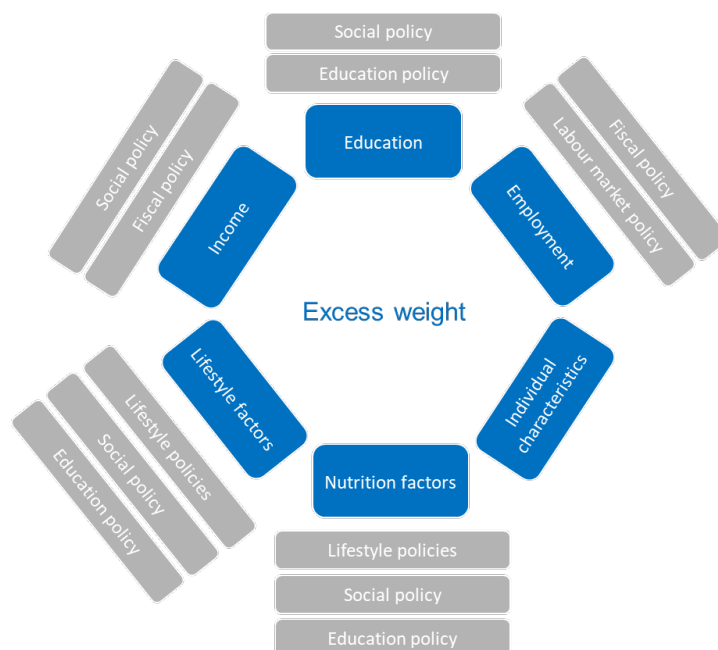 Social policy
Education policy
Education
Social policy
Fiscal policy
Income
Fiscal policy
Labour market policy
Employment
Excess weight
Lifestyle factors
Lifestyle policies
Social policy
Education policy
Individual
characteristics
Nutrition factors
Lifestyle policies
Social policy
Education policy